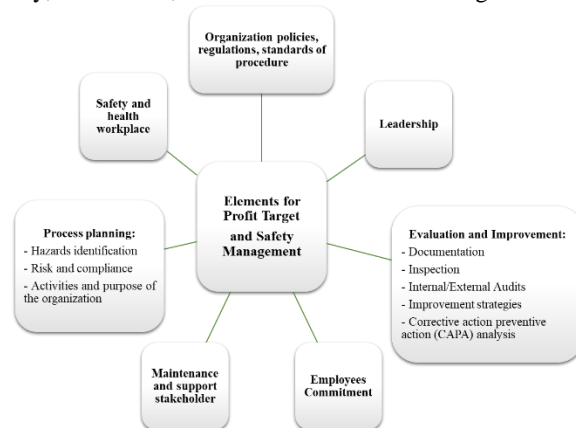 Organization policies,
regulations, standards of
procedure
Safety and
health
workplace
Leadership
Elements for
Profit Target
and Safety
Management
Process planning:
- Hazards identification
- Risk and compliance
- Activities and purpose of
the organization
Evaluation and Improvement:
- Documentation
- Inspection
- Internal/External Audits
- Improvement strategies
- Corrective action preventive
action (CAPA) analysis
Maintenance
and support
stakeholder
Employees
Commitment